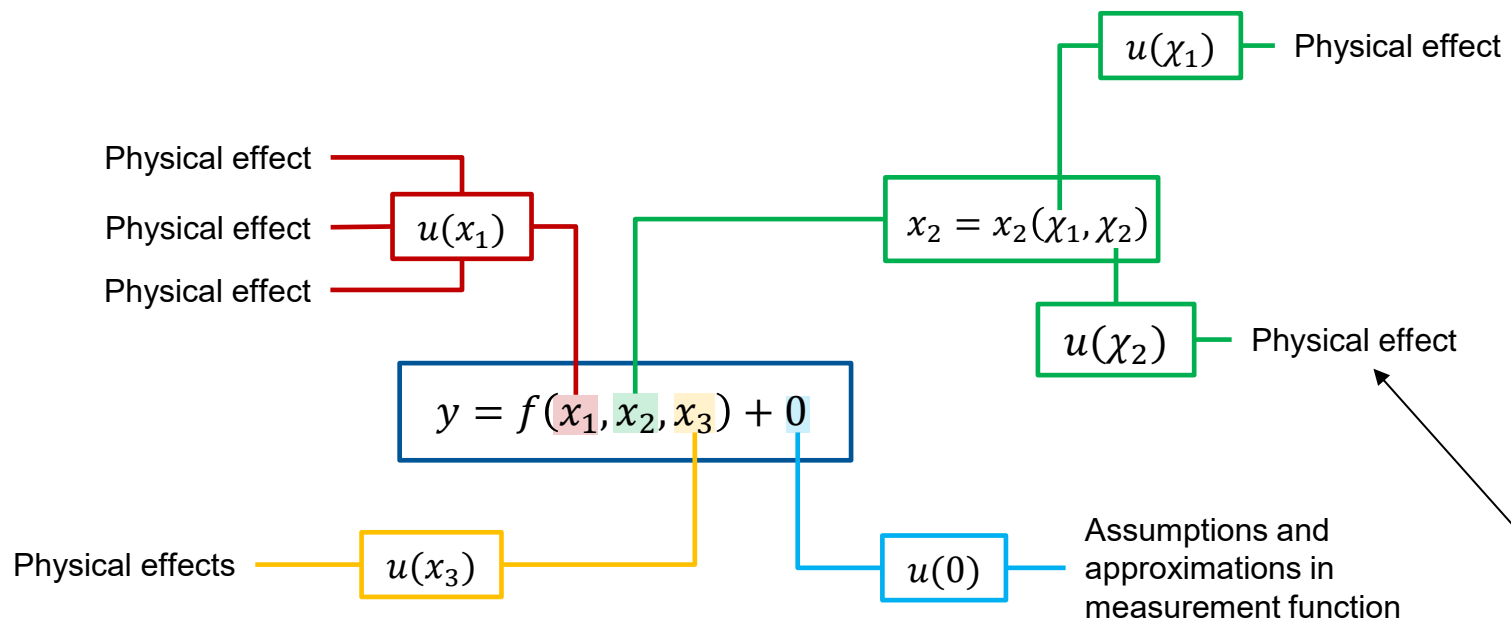 u(χ₁)
Physical effect
Physical effect
Physical effect
u(x₁)
x₂ = x₂(χ₁, χ₂)
Physical effect
u(χ₂)
Physical effect
y = f(x₁, x₂, x₃) + 0
Physical effects
u(x₃)
u(0)
Assumptions and
approximations in
measurement function